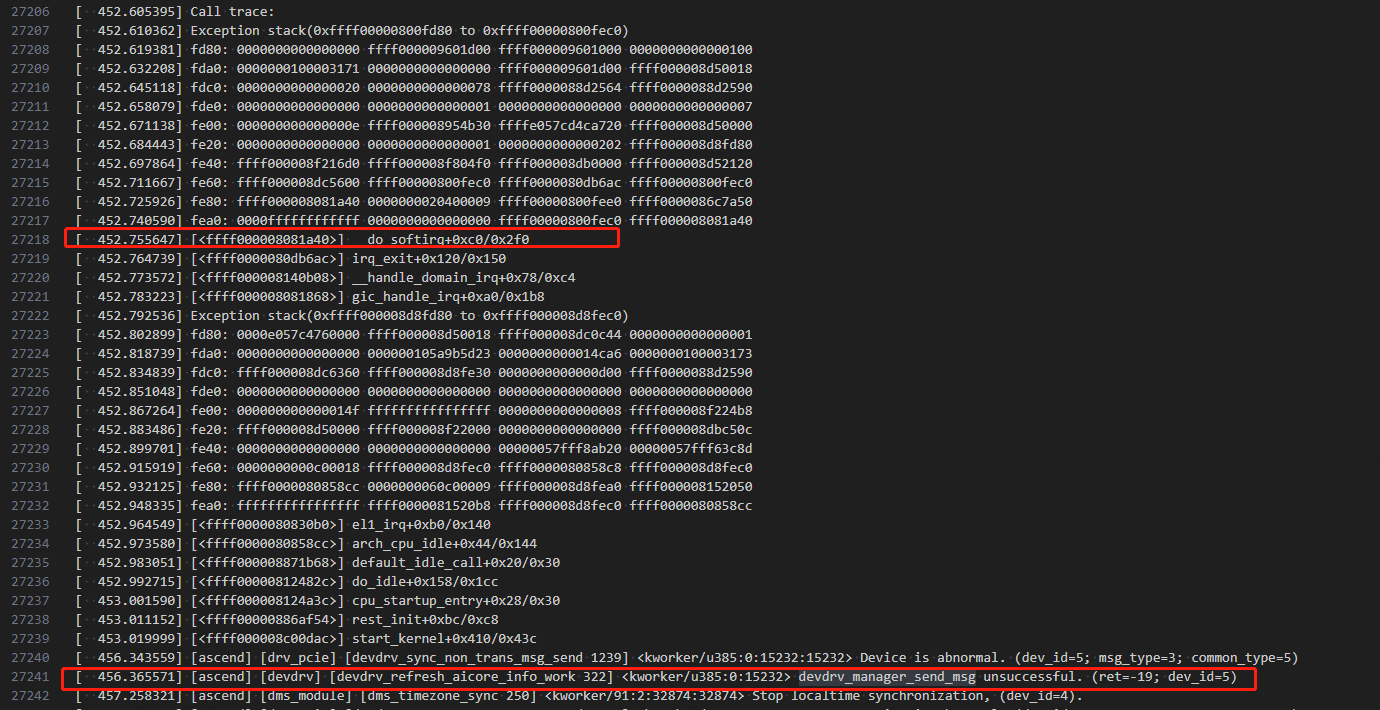 27206 [ 452.605395] Call trace:
27207 [ 452.610362] Exception stack(0xffff00000800fd80 to 0xffff00000800fec0)
27208 [ 452.619381] fd80: 0000000000000000 ffff000009601d00 ffff000009601000 0000000000000100
27209 [ 452.632208] fda0: 0000000100003171 0000000000000000 ffff000009601d00 ffff000008d50018
27210 [ 452.645118] fdc0: 0000000000000020 0000000000000078 ffff0000088d2564 ffff0000088d2590
27211 [ 452.658079] fde0: 0000000000000000 0000000000000001 0000000000000000 0000000000000007
27212 [ 452.671138] fe00: 000000000000000e ffff000008954b30 ffffe057cd4ca720 ffff000008d50000
27213 [ 452.684443] fe20: 0000000000000000 0000000000000001 0000000000000202 ffff000008d8fd80
27214 [ 452.697864] fe40: ffff000008f216d0 ffff000008f804f0 ffff000008db0000 ffff000008d52120
27215 [ 452.711667] fe60: ffff000008dc5600 ffff00000800fec0 ffff0000080db6ac ffff00000800fec0
27216 [ 452.725926] fe80: ffff000008081a40 0000000020400009 ffff00000800fee0 ffff0000086c7a50
27217 [ 452.740590] fea0: 0000ffffffffffff 0000000000000000 ffff00000800fec0 ffff000008081a40
27218 [ 452.755647] [<ffff000008081a40>] __do_softirq+0xc0/0x2f0
27219 [ 452.764739] [<ffff0000080db6ac>] irq_exit+0x120/0x150
27220 [ 452.773572] [<ffff000008140b08>] __handle_domain_irq+0x78/0xc4
27221 [ 452.783223] [<ffff000008081868>] gic_handle_irq+0xa0/0x1b8
27222 [ 452.792536] Exception stack(0xffff000008d8fd80 to 0xffff000008d8fec0)
27223 [ 452.802899] fd80: 0000e057c4760000 ffff000008d50018 ffff000008dc0c44 0000000000000001
27224 [ 452.818739] fda0: 0000000000000000 000000105a9b5d23 0000000000014ca6 0000000100003173
27225 [ 452.834839] fdc0: ffff000008dc6360 ffff000008d8fe30 0000000000000d00 ffff0000088d2590
27226 [ 452.851048] fde0: 0000000000000000 0000000000000000 0000000000000000 0000000000000000
27227 [ 452.867264] fe00: 000000000000014f ffffffffffffffff 0000000000000008 ffff000008f224b8
27228 [ 452.883486] fe20: ffff000008d50000 ffff000008f22000 0000000000000000 ffff000008dbc50c
27229 [ 452.899701] fe40: 0000000000000000 0000000000000000 00000057fff8ab20 00000057fff63c8d
27230 [ 452.915919] fe60: 0000000000c00018 ffff000008d8fec0 ffff0000080858c8 ffff000008d8fec0
27231 [ 452.932125] fe80: ffff0000080858cc 0000000060c00009 ffff000008d8fea0 ffff000008152050
27232 [ 452.948335] fea0: ffffffffffffffff ffff0000081520b8 ffff000008d8fec0 ffff0000080858cc
27233 [ 452.964549] [<ffff0000080830b0>] el1_irq+0xb0/0x140
27234 [ 452.973580] [<ffff0000080858cc>] arch_cpu_idle+0x44/0x144
27235 [ 452.983051] [<ffff000008871b68>] default_idle_call+0x20/0x30
27236 [ 452.992715] [<ffff00000812482c>] do_idle+0x158/0x1cc
27237 [ 453.001590] [<ffff000008124a3c>] cpu_startup_entry+0x28/0x30
27238 [ 453.011152] [<ffff00000886af54>] rest_init+0xbc/0xc8
27239 [ 453.019999] [<ffff000008c00dac>] start_kernel+0x410/0x43c
27240 [ 456.343559] [ascend] [drv_pcie] [devdrv_sync_non_trans_msg_send 1239] <kworker/u385:0:15232:15232> Device is abnormal. (dev_id=5; msg_type=3; common_type=5)
27241 [ 456.365571] [ascend] [devdrv] [devdrv_refresh_aicore_info_work 322] <kworker/u385:0:15232> devdrv_manager_send_msg unsuccessful. (ret=-19; dev_id=5)
27242 [ 457.258321] [ascend] [dms_module] [dms_timezone_sync 250] <kworker/91:2:32874:32874> Stop localtime synchronization, (dev_id=4).